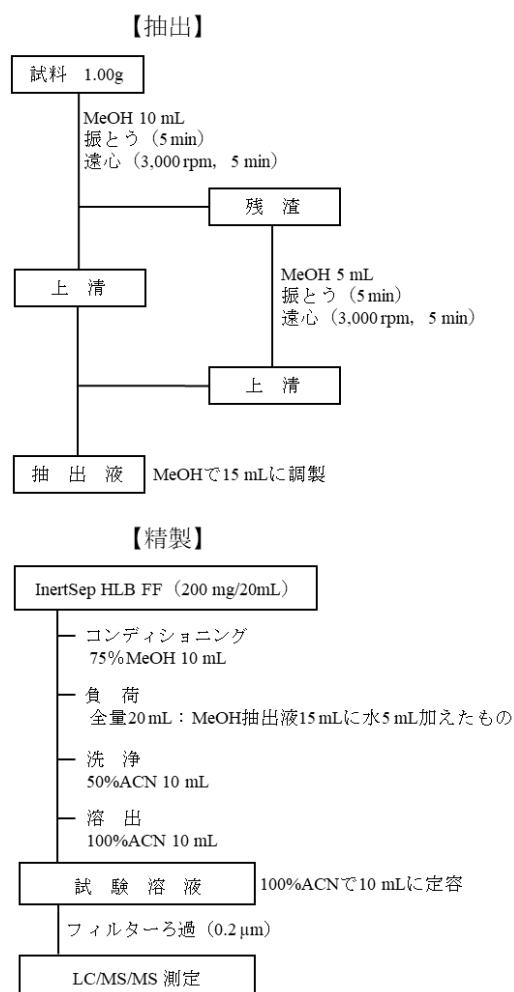 【抽出】
試料 1.00g
MeOH 10 mL
振とう（5 min）
遠心（3,000 rpm, 5 min）
残 渣
上 清
MeOH 5 mL
振とう（5 min）
遠心（3,000 rpm, 5 min）
上 清
抽 出 液 MeOHで15 mLに調製
【精製】
InertSep HLB FF（200 mg/20mL）
コンディショニング
75%MeOH 10 mL
負 荷
全量20 mL：MeOH抽出液15 mLに水5 mL加えたもの
洗 浄
50%ACN 10 mL
溶 出
100%ACN 10 mL
試 験 溶 液 100%ACNで10 mLに定容
フィルターろ過（0.2 μm）
LC/MS/MS 測定